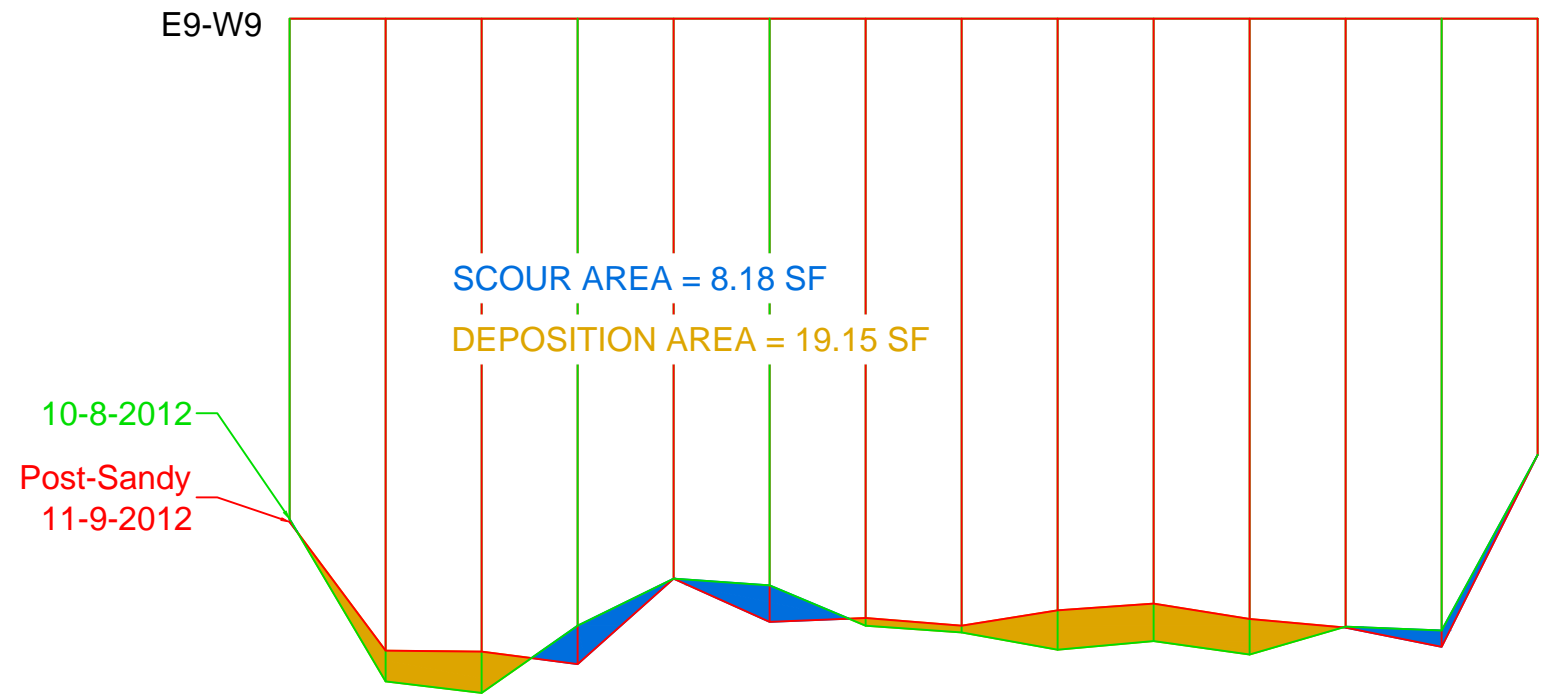 E9-W9
SCOUR AREA = 8.18 SF
DEPOSITION AREA = 19.15 SF
10-8-2012
Post-Sandy
11-9-2012